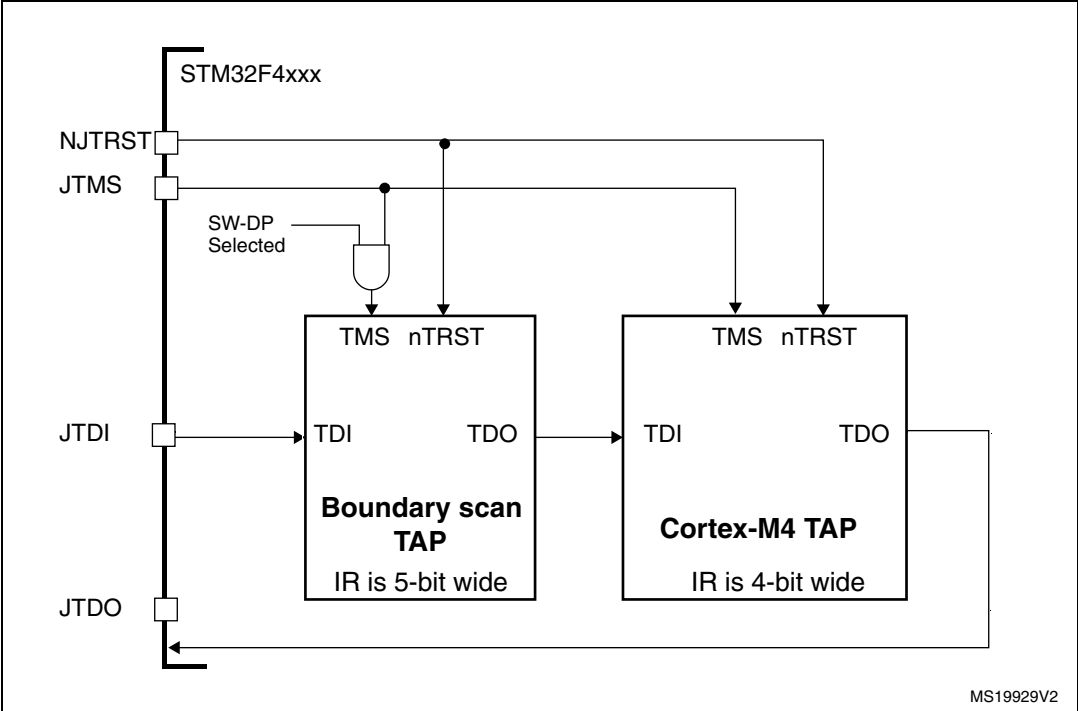 STM32F4xxx
NJTRST
JTMS
SW-DP
Selected
TMS nTRST
TMS nTRST
JTDI
TDI
TDO
TDI
TDO
Boundary scan
TAP
IR is 5-bit wide
Cortex-M4 TAP
IR is 4-bit wide
JTDO
MS19929V2